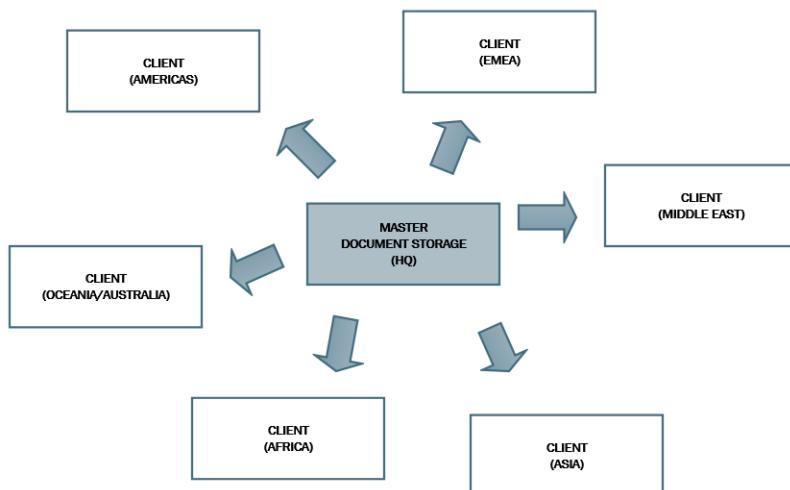 CLIENT
(AMERICAS)
CLIENT
(EMEA)
CLIENT
(MIDDLE EAST)
MASTER
DOCUMENT STORAGE
(HQ)
CLIENT
(OCEANIA/AUSTRALIA)
CLIENT
(AFRICA)
CLIENT
(ASIA)